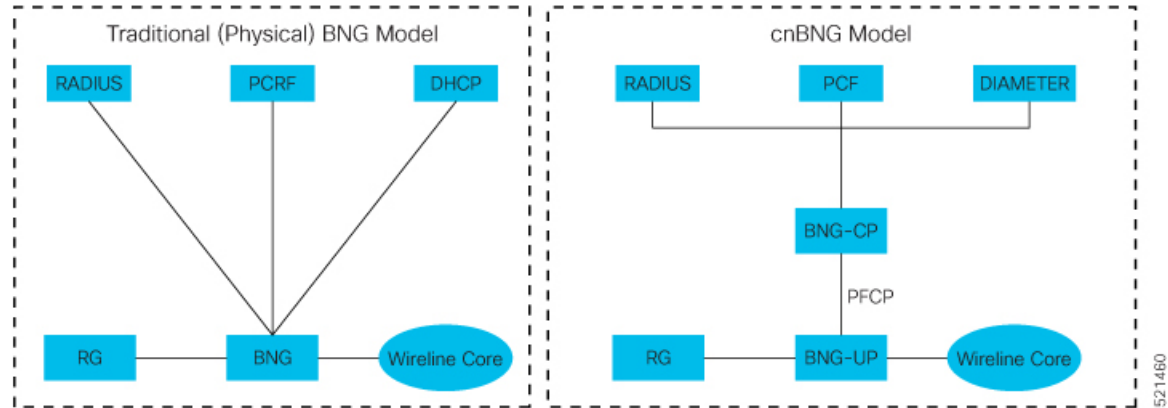 Traditional (Physical) BNG Model
RADIUS
PCRF
DHCP
RG
BNG
Wireline Core
cnBNG Model
RADIUS
PCF
DIAMETER
BNG-CP
PFCP
RG
BNG-UP
Wireline Core
521460